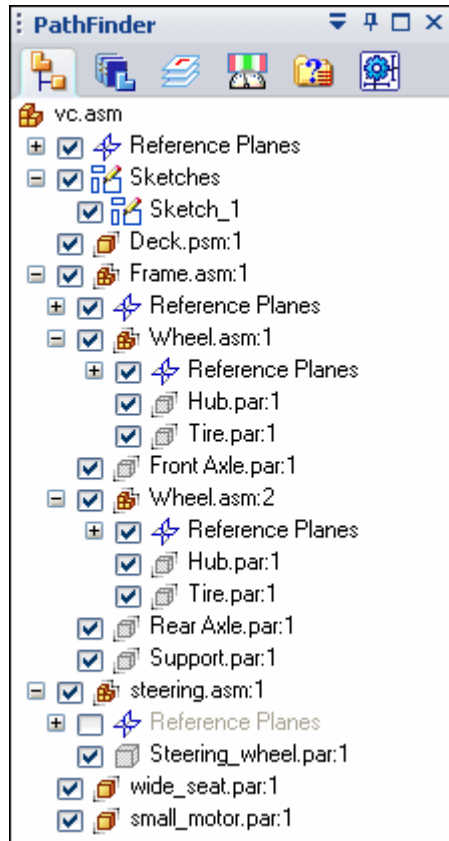 PathFinder
vc.asm
Reference Planes
Sketches
Sketch_1
Deck.psm:1
Frame.asm:1
Reference Planes
Wheel.asm:1
Reference Planes
Hub.par:1
Tire.par:1
Front Axle.par:1
Wheel.asm:2
Reference Planes
Hub.par:1
Tire.par:1
Rear Axle.par:1
Support.par:1
steering.asm:1
Reference Planes
Steering_wheel.par:1
wide_seat.par:1
small_motor.par:1